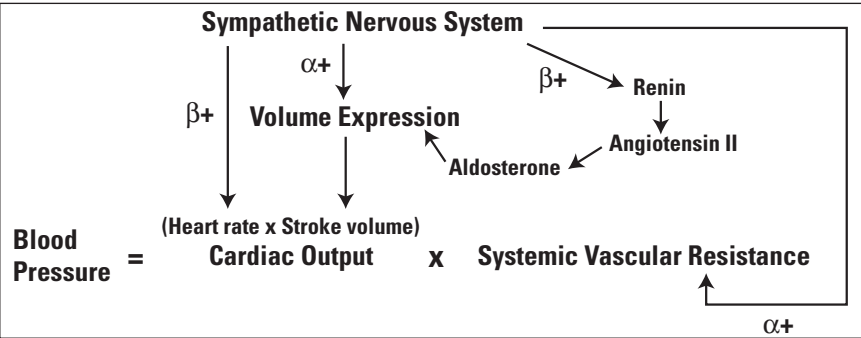 Sympathetic Nervous System
α+
β+
β+
Renin
Volume Expression
Angiotensin II
Aldosterone
(Heart rate x Stroke volume)
Blood
Pressure
=
Cardiac Output
x
Systemic Vascular Resistance
α+